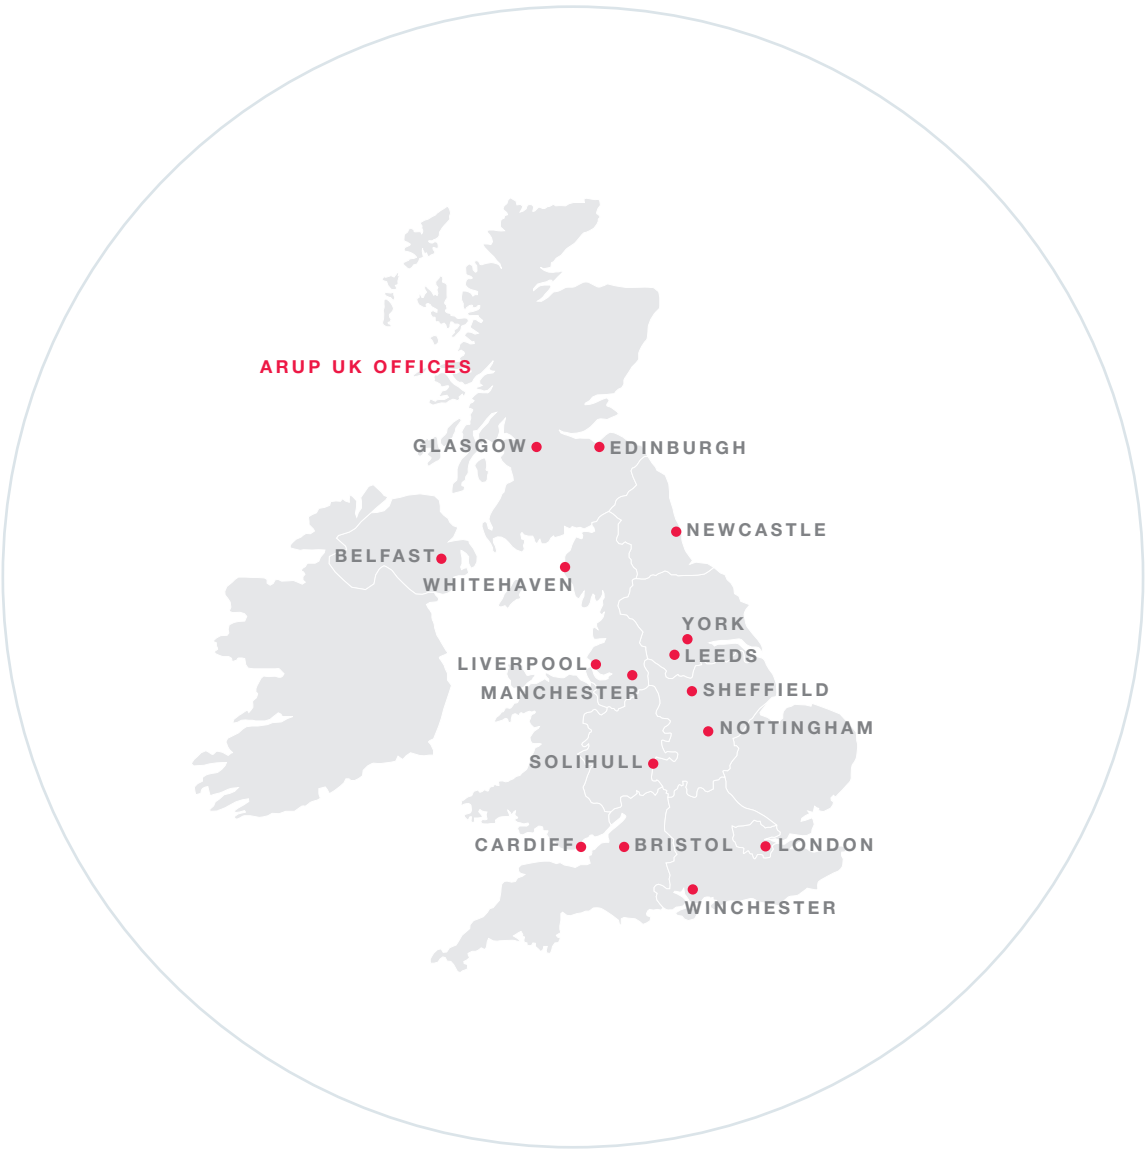 ARUP UK OFFICES
GLASGOW
EDINBURGH
NEWCASTLE
BELFAST
WHITEHAVEN
YORK
LEEDS
LIVERPOOL
MANCHESTER
SHEFFIELD
NOTTINGHAM
SOLIHULL
CARDIFF
BRISTOL
LONDON
WINCHESTER